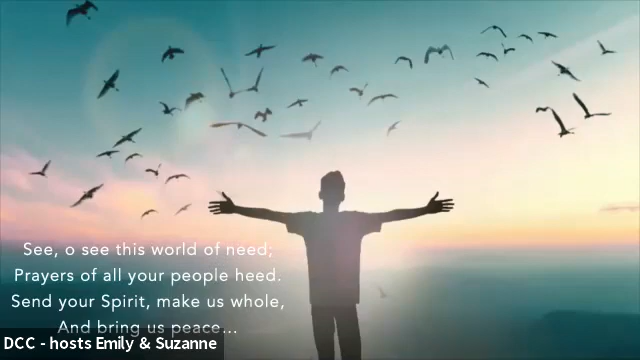 See, o see this world of need;
Prayers of all your people heed.
Send your Spirit, make us whole,
And bring us peace...
DCC - hosts Emily & Suzanne